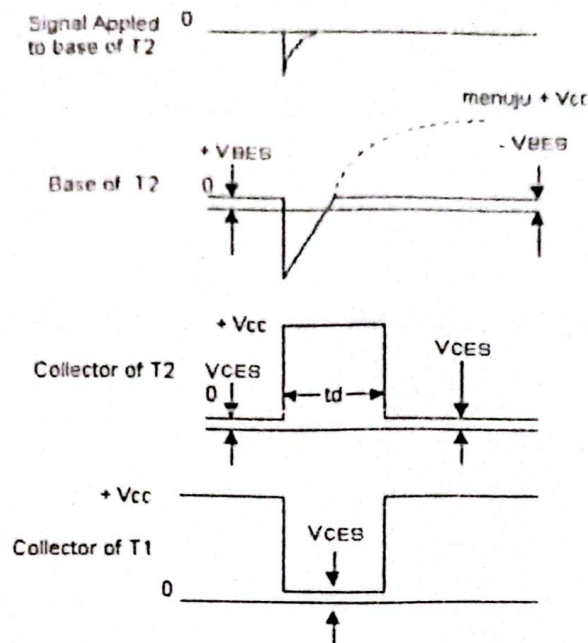 Signal Appled 0
to base of T2
menuju + Vcc
+ VBES - VBES
Base of T2 0
+ Vcc
VCES VCES
Collector of T2 0 td
+ Vcc
VCES
Collector of T1
0